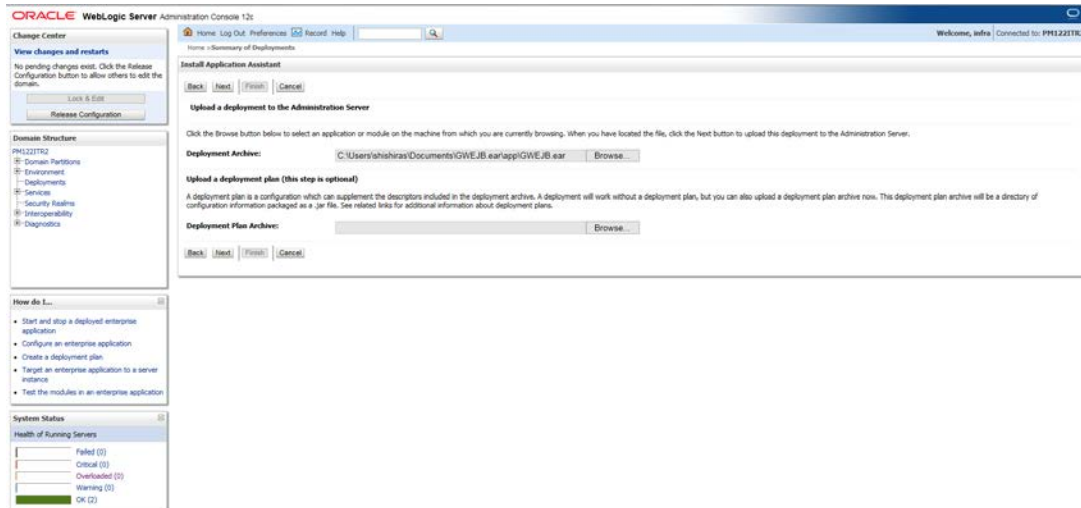 ORACLE WebLogic Server Administration Console 12c
Change Center
View changes and restarts
No pending changes exist. Click the Release
Configuration button to allow others to edit the
domain.
Lock & Edit
Release Configuration
Domain Structure
PM122ITR2
Domain Partitions
Environment
Deployments
Services
Security Realms
Interoperability
Diagnostics
How do I...
Start and stop a deployed enterprise
application
Configure an enterprise application
Create a deployment plan
Target an enterprise application to a server
instance
Test the modules in an enterprise application
System Status
Health of Running Servers
Failed (0)
Critical (0)
Overloaded (0)
Warning (0)
OK (2)
Home Log Out Preferences Record Help
Welcome, infra Connected to: PM122ITR2
Home >Summary of Deployments
Install Application Assistant
Back Next Finish Cancel
Upload a deployment to the Administration Server
Click the Browse button below to select an application or module on the machine from which you are currently browsing. When you have located the file, click the Next button to upload this deployment to the Administration Server.
Deployment Archive: C:\Users\shishiras\Documents\GWEJB.ear\app\GWEJB.ear Browse...
Upload a deployment plan (this step is optional)
A deployment plan is a configuration which can supplement the descriptors included in the deployment archive. A deployment will work without a deployment plan, but you can also upload a deployment plan archive now. This deployment plan archive will be a directory of
configuration information packaged as a .jar file. See related links for additional information about deployment plans.
Deployment Plan Archive: Browse...
Back Next Finish Cancel